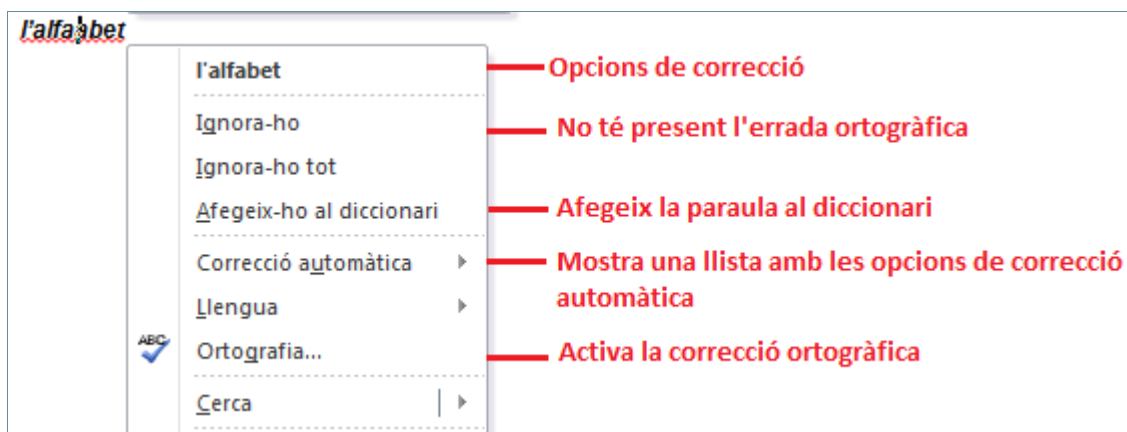 l'alfabet
l'alfabet
Opcions de correcció
Ignora-ho
No té present l'errada ortogràfica
Ignora-ho tot
Afegeix-ho al diccionari
Afegeix la paraula al diccionari
Correcció automàtica
Mostra una llista amb les opcions de correcció
automàtica
Llengua
ABC
Ortografia...
Activa la correcció ortogràfica
Cerca